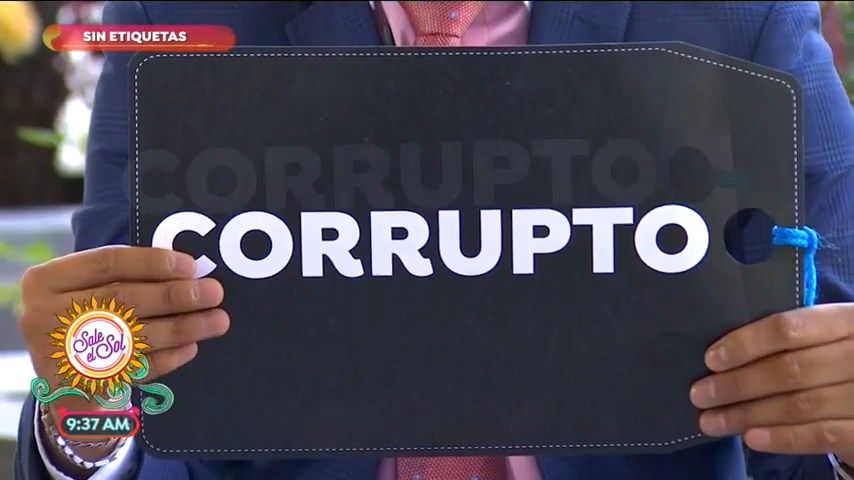 SIN ETIQUETAS
CORRUPTO
CORRUPTO
Sale
el Sol
9:37 AM